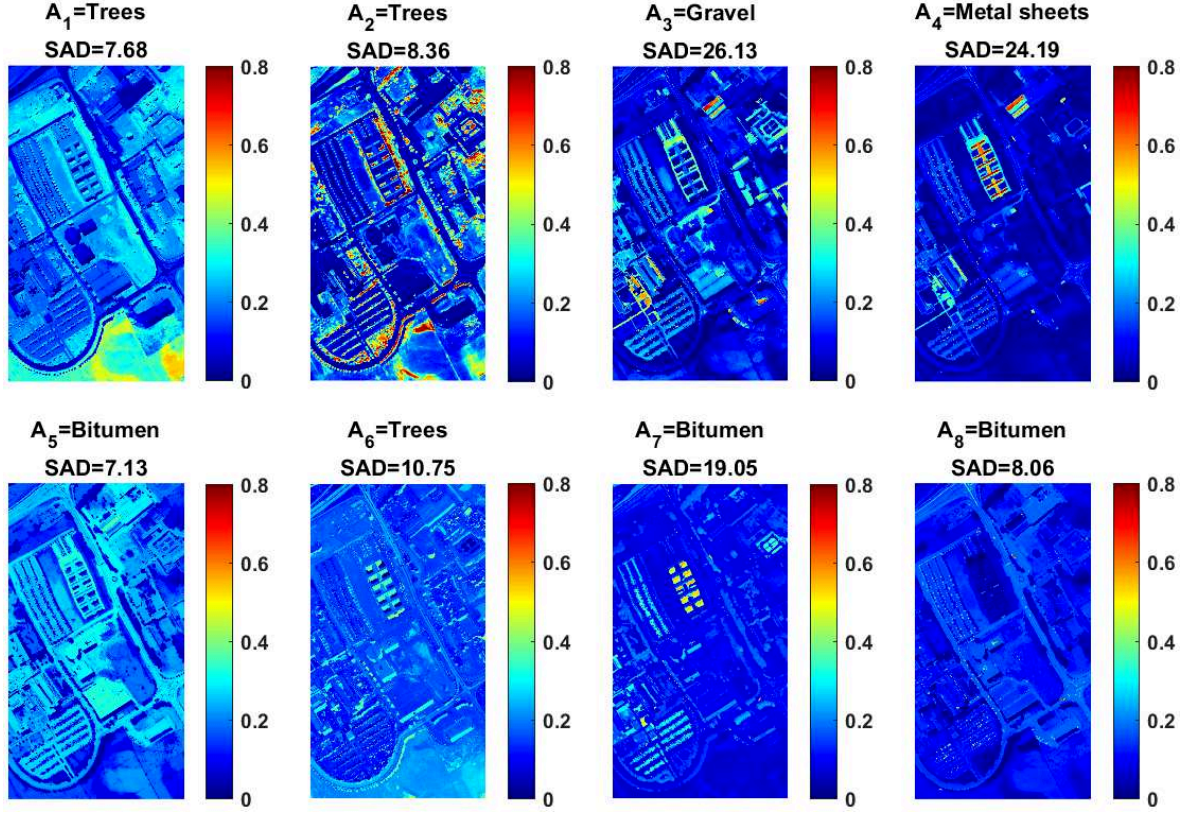 A1=Trees
SAD=7.68
A2=Trees
SAD=8.36
A3=Gravel
SAD=26.13
A4=Metal sheets
SAD=24.19
0.8
0.6
0.4
0.2
0
0.8
0.6
0.4
0.2
0
0.8
0.6
0.4
0.2
0
0.8
0.6
0.4
0.2
0
A5=Bitumen
SAD=7.13
A6=Trees
SAD=10.75
A7=Bitumen
SAD=19.05
A8=Bitumen
SAD=8.06
0.8
0.6
0.4
0.2
0
0.8
0.6
0.4
0.2
0
0.8
0.6
0.4
0.2
0
0.8
0.6
0.4
0.2
0